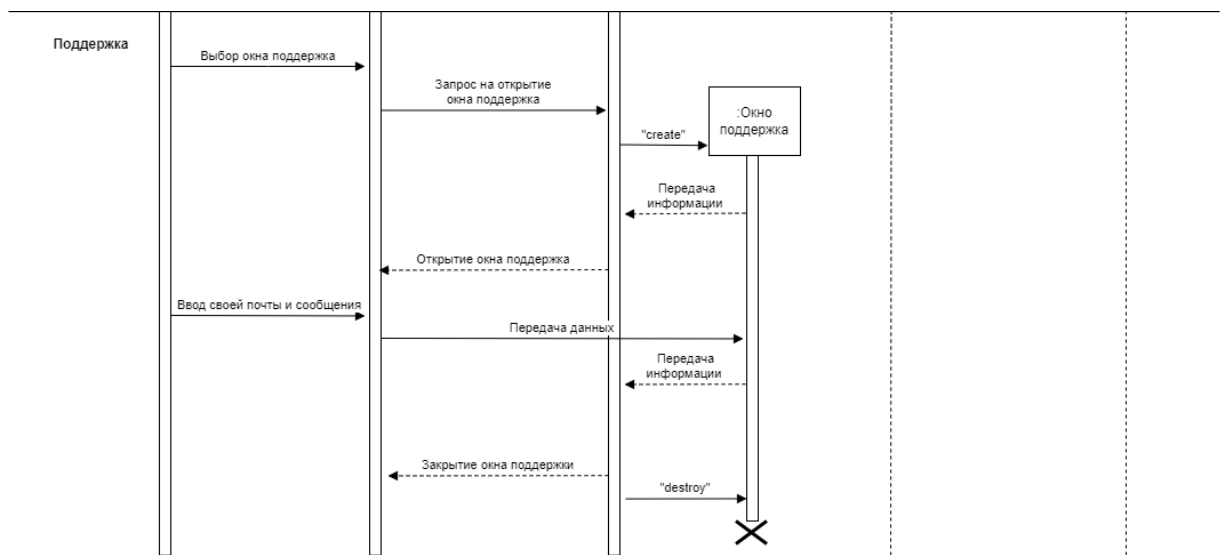 Поддержка
Выбор окна поддержка
Запрос на открытие
окна поддержка
:Окно
поддержка
"create"
Передача
информации
Открытие окна поддержка
Ввод своей почты и сообщения
Передача данных
Передача
информации
Закрытие окна поддержки
"destroy"